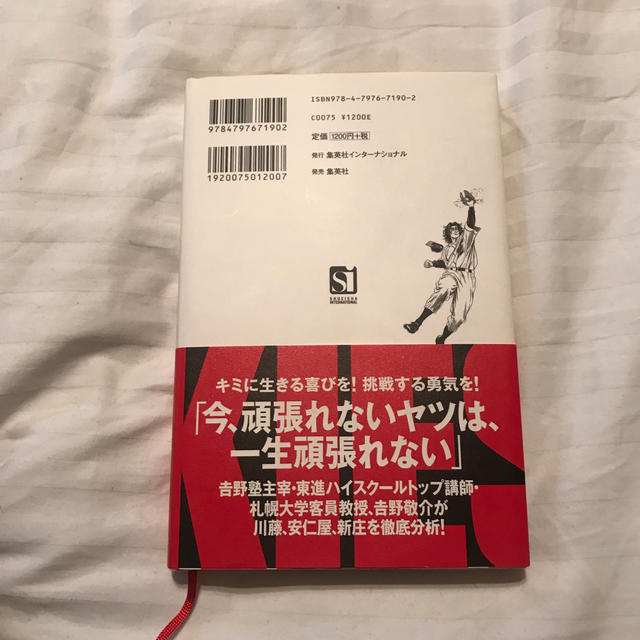 ISBN978-4-7976-7190-2
C0075 ¥1200E
定価 1200円+税
発行 集英社インターナショナル
発売 集英社
9784797671902
1920075012007
Si
SHUEISHA
INTERNATIONAL
キミに生きる喜びを! 挑戦する勇気を!
「今、頑張れないヤツは、
一生頑張れない」
吉野塾主宰・東進ハイスクールトップ講師・
札幌大学客員教授、吉野敬介が
川藤、安仁屋、新庄を徹底分析!